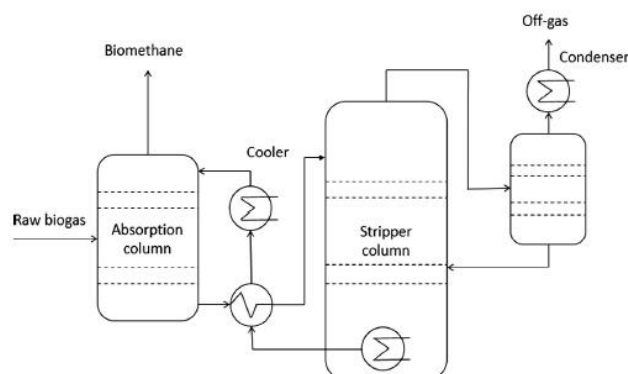 Off-gas
Biomethane
Condenser
Cooler
Raw biogas
Absorption
column
Stripper
column